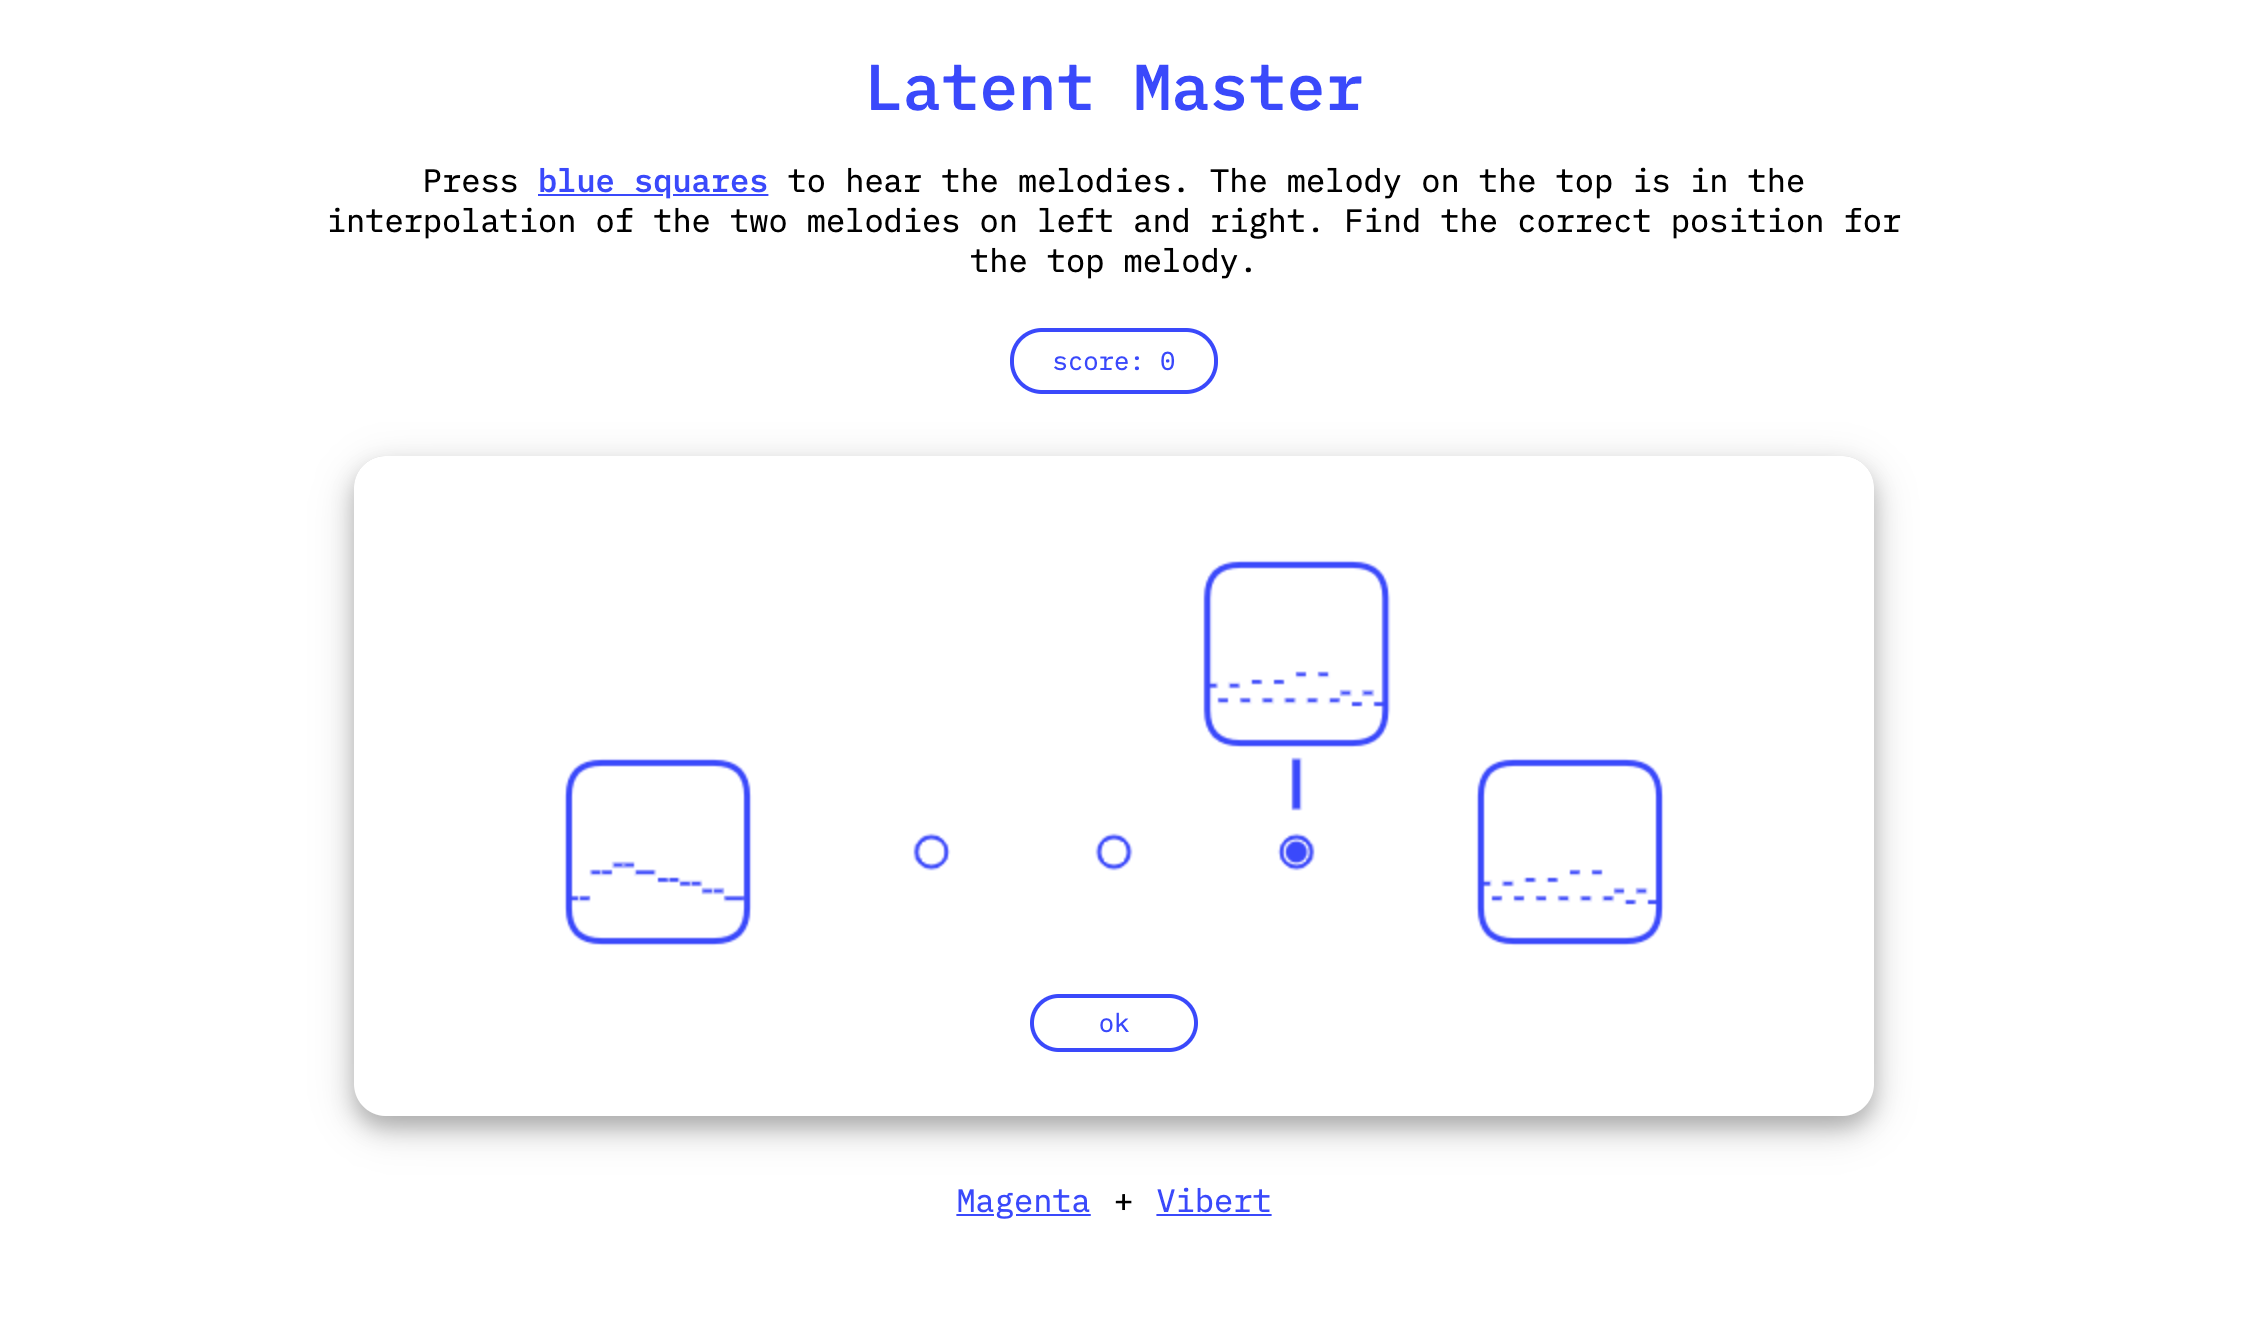 Latent Master
Press blue squares to hear the melodies. The melody on the top is in the
interpolation of the two melodies on left and right. Find the correct position for
the top melody.
score: 0
ok
Magenta + Vibert